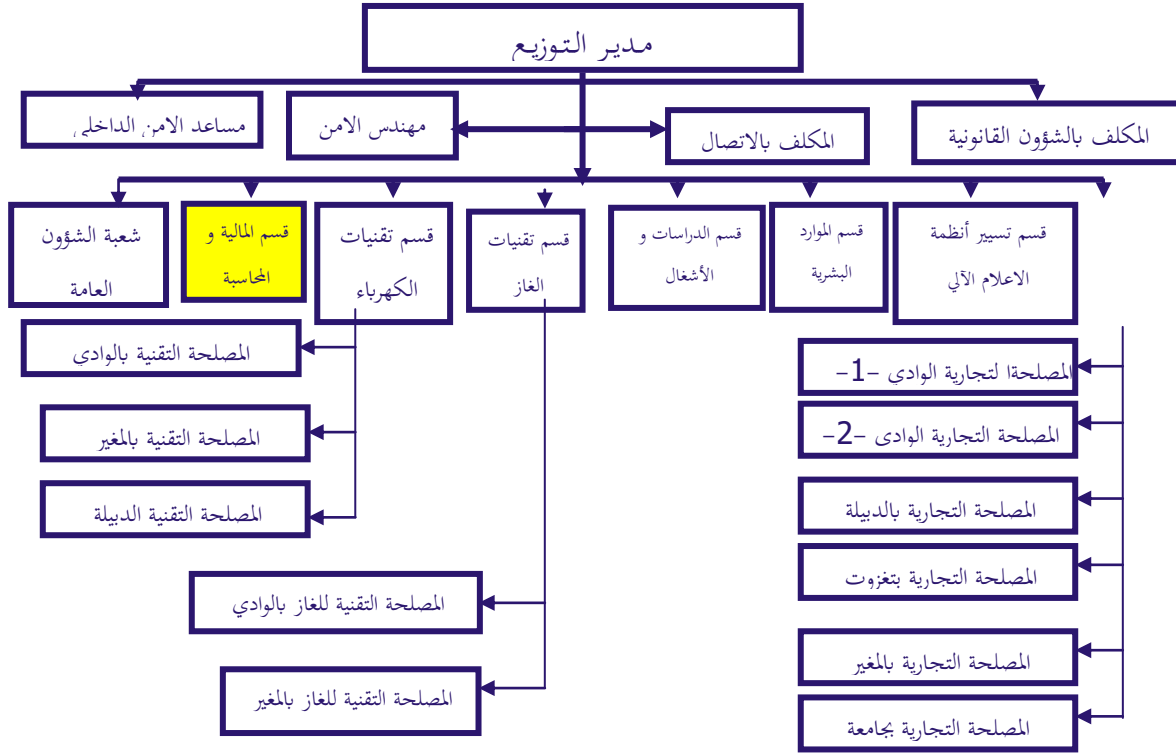 مدير التوزيع
المكلف بالشؤون القانونية
المكلف بالاتصال
مهندس الامن
مساعد الامن الداخلي
قسم تسيير أنظمة
الاعلام الآلي
قسم الموارد
البشرية
قسم الدراسات و
الأشغال
قسم تقنيات
الغاز
قسم تقنيات
الكهرباء
قسم المالية و
المحاسبة
شعبة الشؤون
العامة
المصلحةا لتجارية الوادي –1–
المصلحة التجارية الوادي –2–
المصلحة التجارية بالدبيلة
المصلحة التجارية بتغزوت
المصلحة التجارية بالمغير
المصلحة التجارية بجامعة
المصلحة التقنية للغاز بالوادي
المصلحة التقنية للغاز بالمغير
المصلحة التقنية بالوادي
المصلحة التقنية بالمغير
المصلحة التقنية الدبيلة